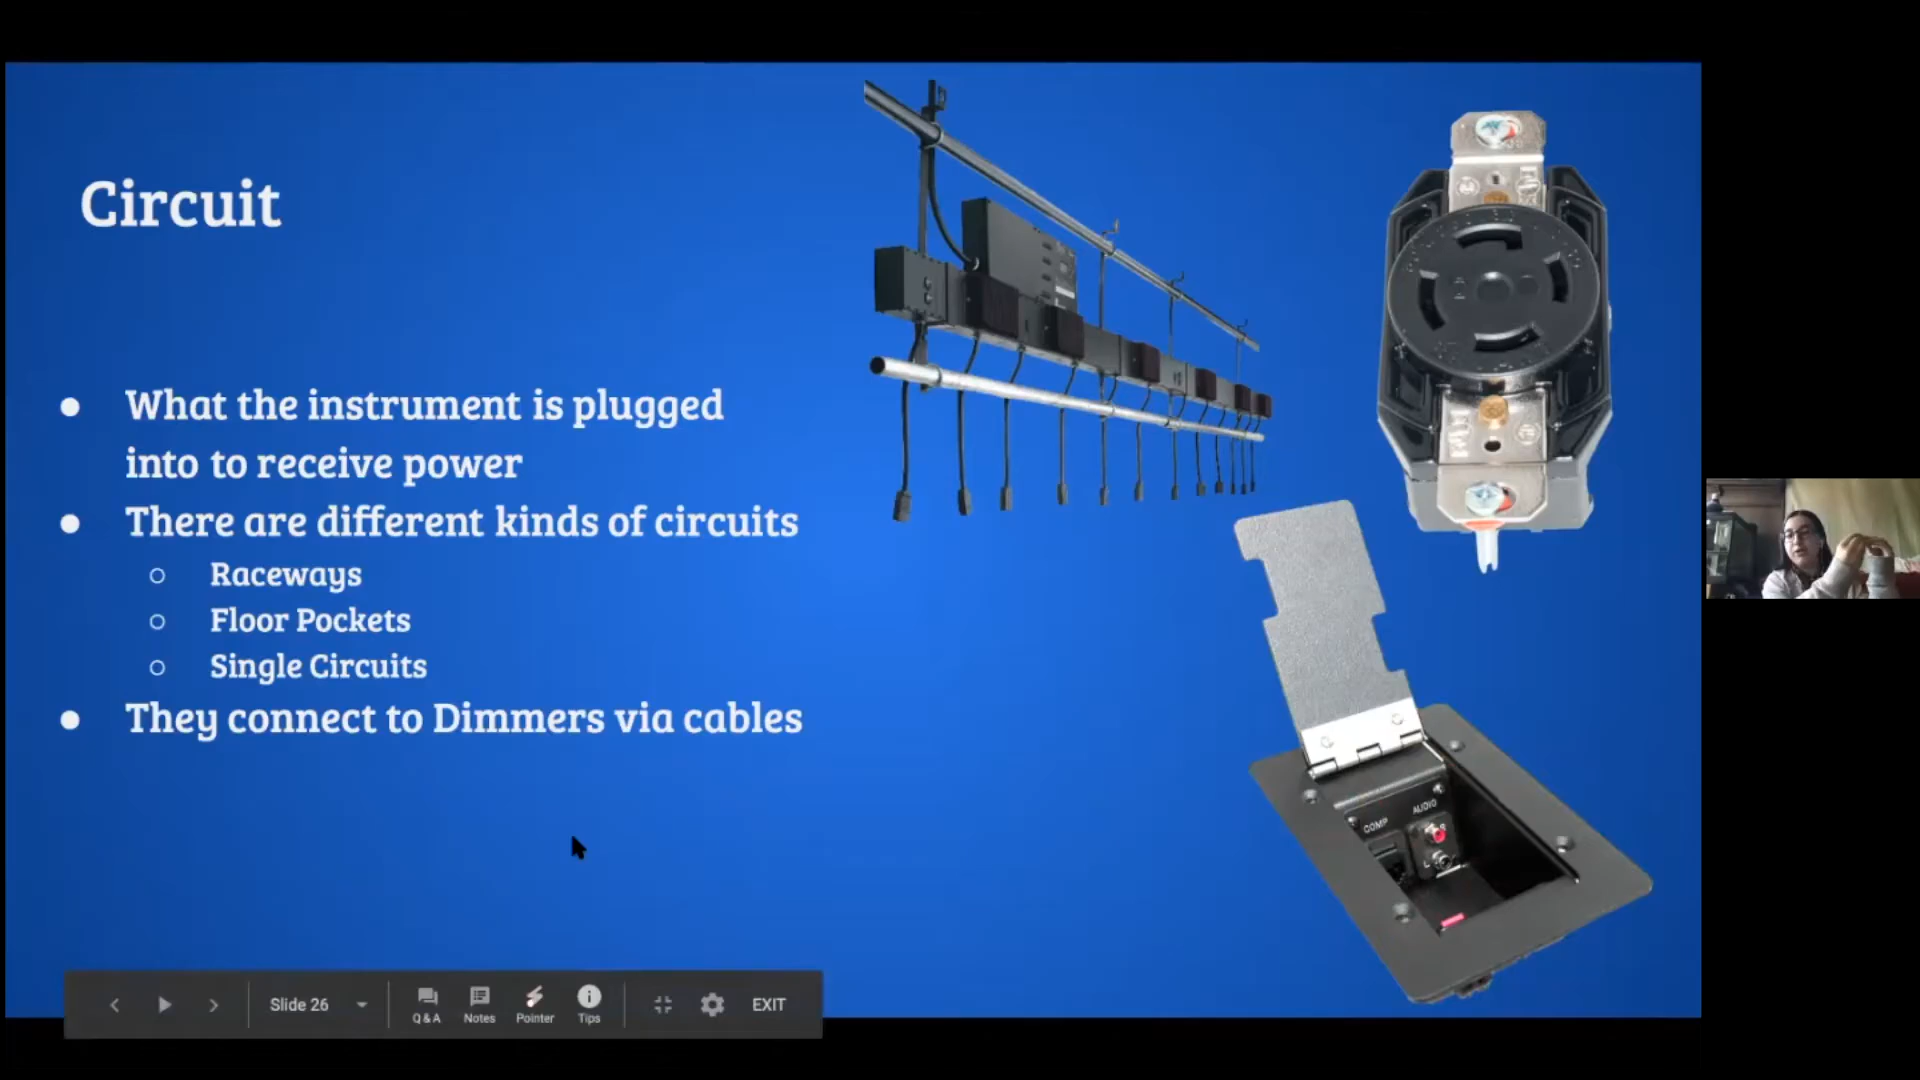 Circuit
● What the instrument is plugged
into to receive power
● There are different kinds of circuits
○ Raceways
○ Floor Pockets
○ Single Circuits
● They connect to Dimmers via cables
COMP
AUDIO
Slide 26
Q&A
Notes
Pointer
Tips
EXIT